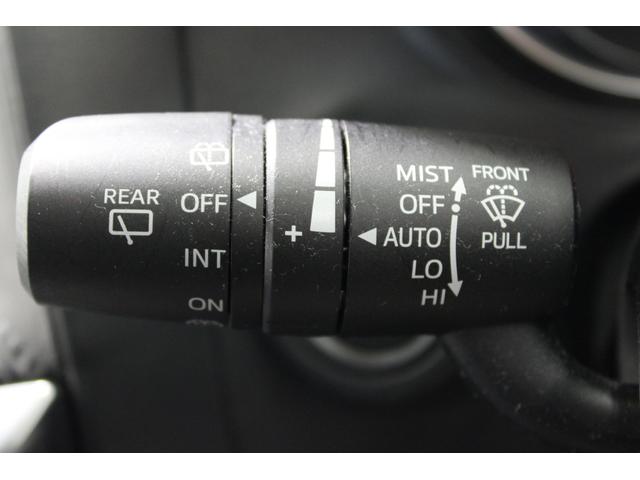 REAR
OFF
INT
ON
+
MIST
OFF
AUTO
LO
HI
FRONT
PULL